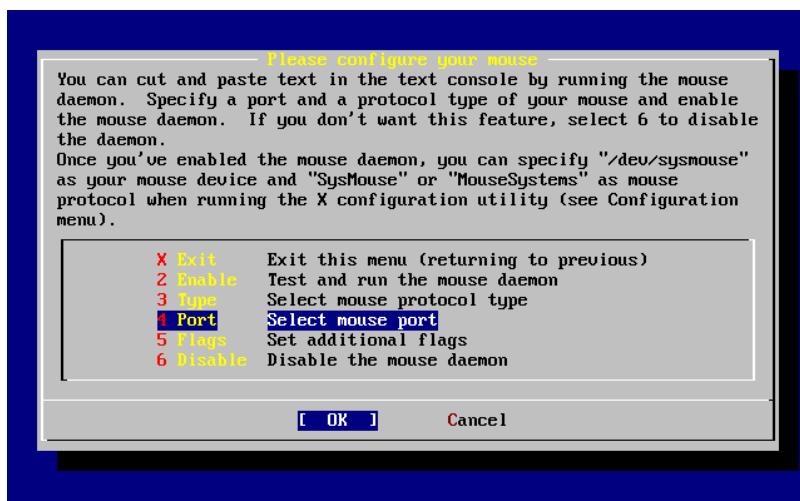 Please configure your mouse
You can cut and paste text in the text console by running the mouse
daemon.  Specify a port and a protocol type of your mouse and enable
the mouse daemon.  If you don't want this feature, select 6 to disable
the daemon.
Once you've enabled the mouse daemon, you can specify "/dev/sysmouse"
as your mouse device and "SysMouse" or "MouseSystems" as mouse
protocol when running the X configuration utility (see Configuration
menu).
X Exit     Exit this menu (returning to previous)
2 Enable   Test and run the mouse daemon
3 Type     Select mouse protocol type
4 Port     Select mouse port
5 Flags    Set additional flags
6 Disable  Disable the mouse daemon
[  OK  ]       Cancel